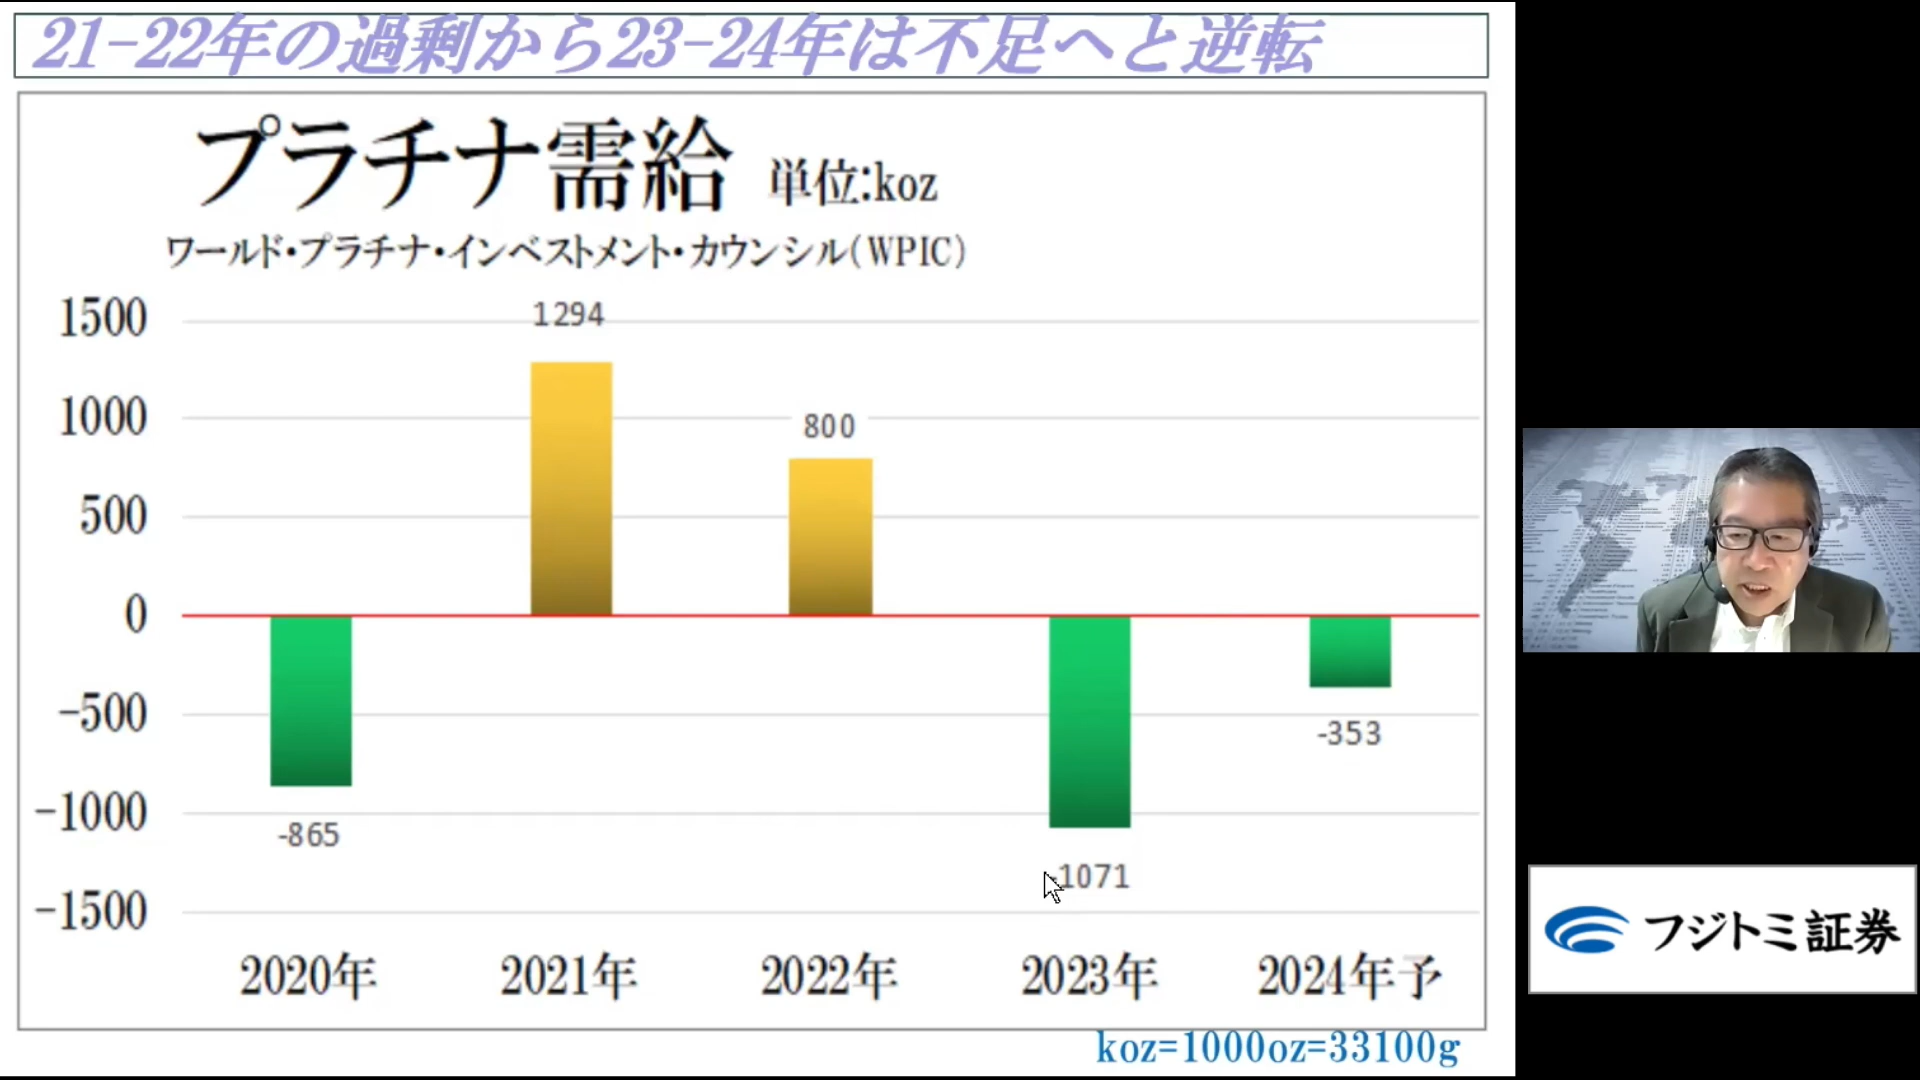 21-22年の過剰から23-24年は不足へと逆転
プラチナ需給 単位:koz
ワールド・プラチナ・インベストメント・カウンシル(WPIC)
1500
1000
500
0
-500
-1000
-1500
1294
800
-865
-1071
-353
2020年 2021年 2022年 2023年 2024年予
koz=1000oz=33100g
フジトミ証券